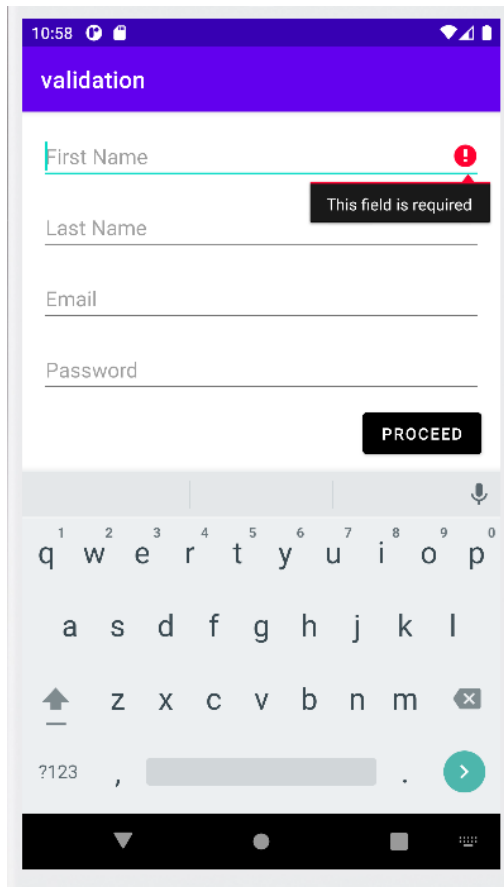 10:58
validation
First Name
This field is required
Last Name
Email
Password
PROCEED
1 2 3 4 5 6 7 8 9 0
q w e r t y u i o p
a s d f g h j k l
z x c v b n m
?123 , .